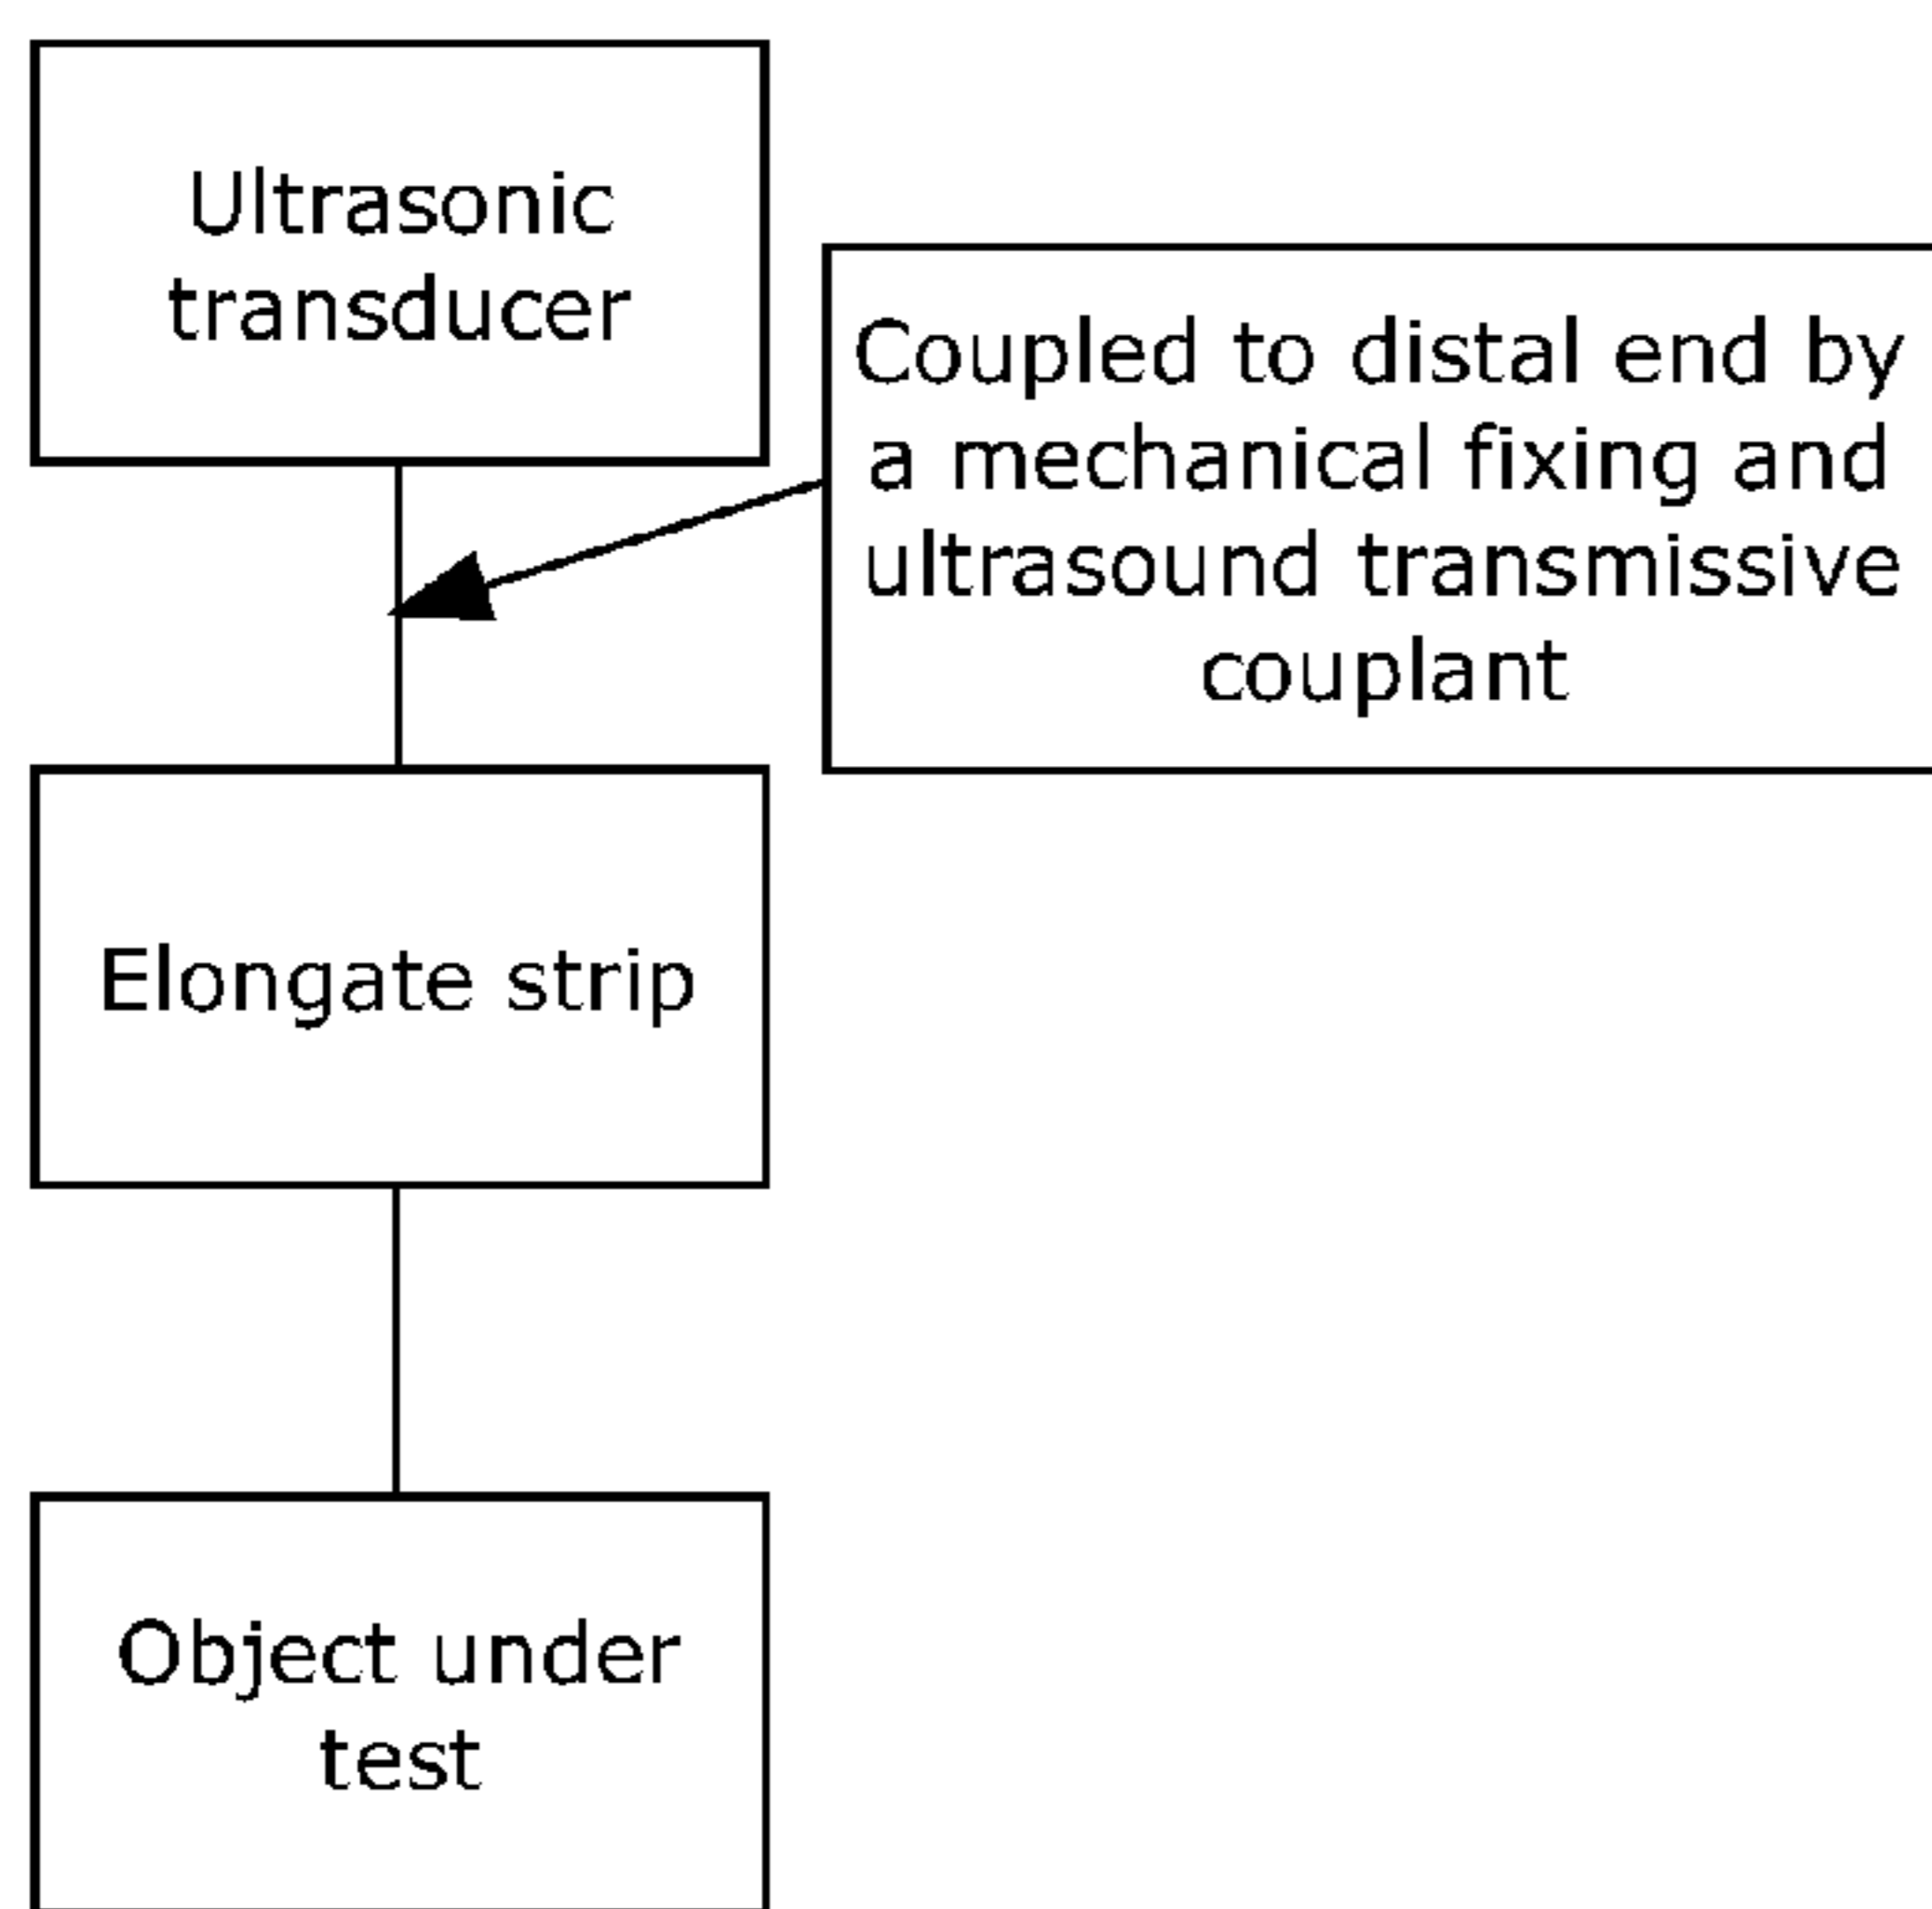 Ultrasonic
transducer
Coupled to distal end by
a mechanical fixing and
ultrasound transmissive
couplant
Elongate strip
Object under
test